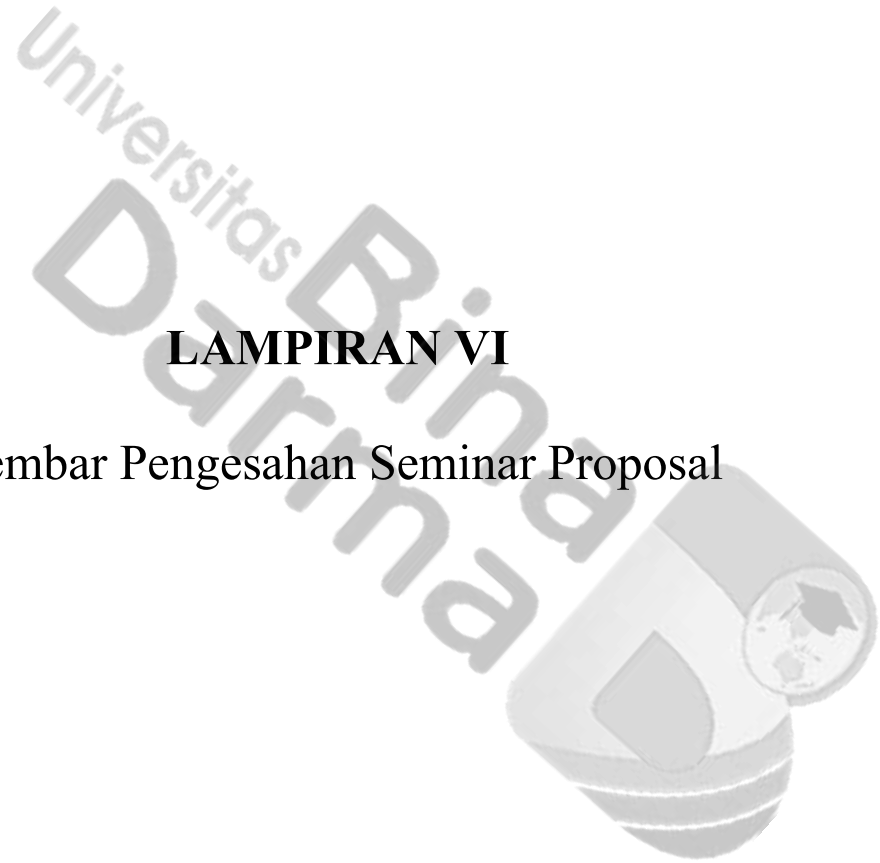 Universitas
Bina
Darma
LAMPIRAN VI
embar Pengesahan Seminar Proposal